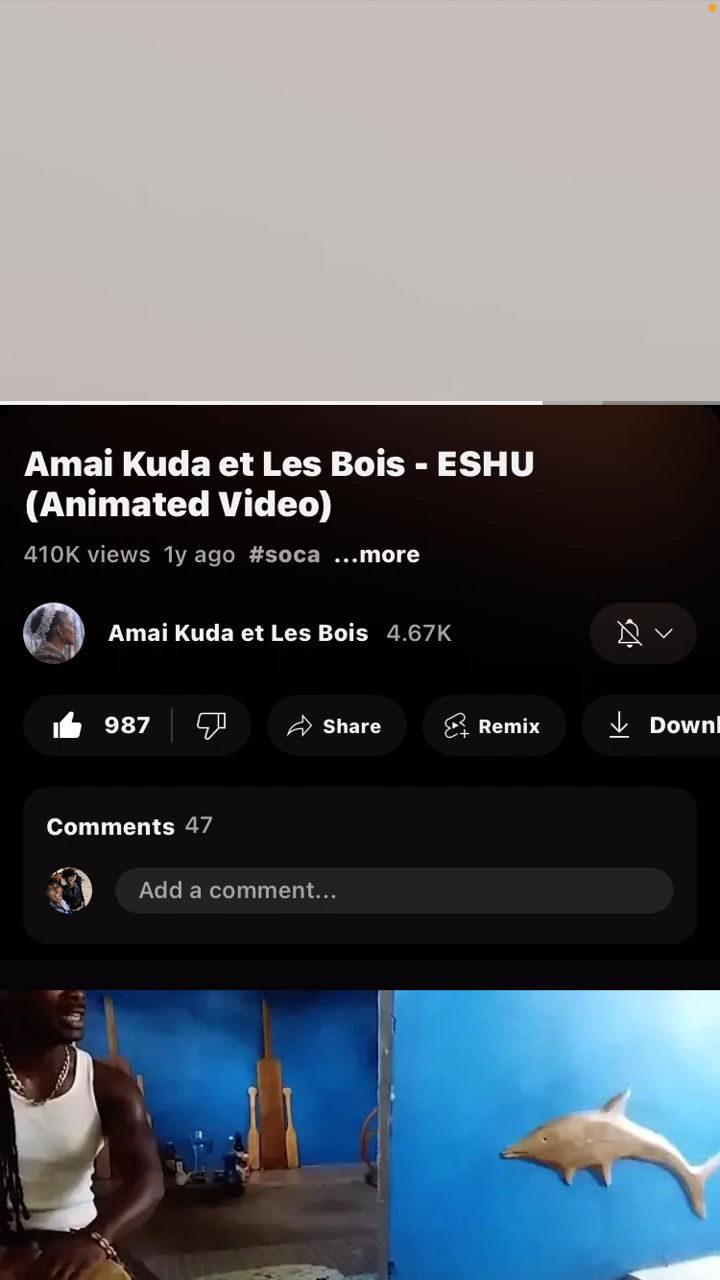 Amai Kuda et Les Bois - ESHU
(Animated Video)
410K views 1y ago #soca ...more
Amai Kuda et Les Bois 4.67K
987 Share Remix Downl
Comments 47
Add a comment...